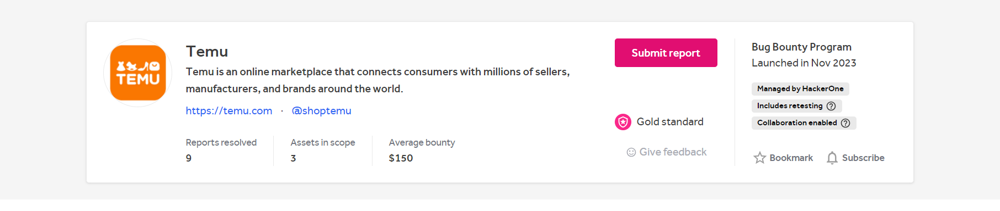 TEMU
Temu
Temu is an online marketplace that connects consumers with millions of sellers,
manufacturers, and brands around the world.
https://temu.com · @shoptemu
Reports resolved
9
Assets in scope
3
Average bounty
$150
Submit report
Gold standard
Give feedback
Bug Bounty Program
Launched in Nov 2023
Managed by HackerOne
Includes retesting ?
Collaboration enabled ?
Bookmark
Subscribe